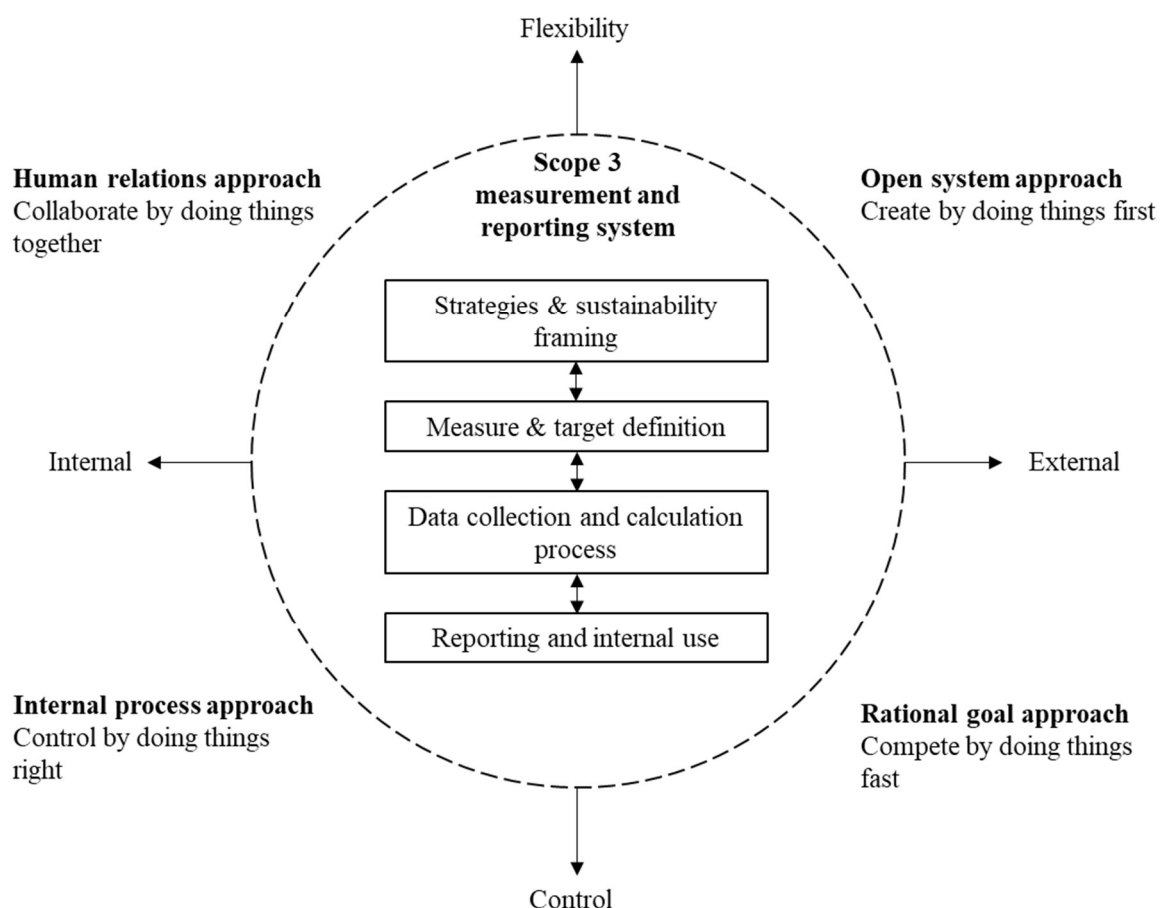 Flexibility
Human relations approach
Collaborate by doing things
together
Scope 3
measurement and
reporting system
Open system approach
Create by doing things first
Strategies & sustainability
framing
Measure & target definition
Internal
External
Data collection and calculation
process
Reporting and internal use
Internal process approach
Control by doing things
right
Rational goal approach
Compete by doing things
fast
Control